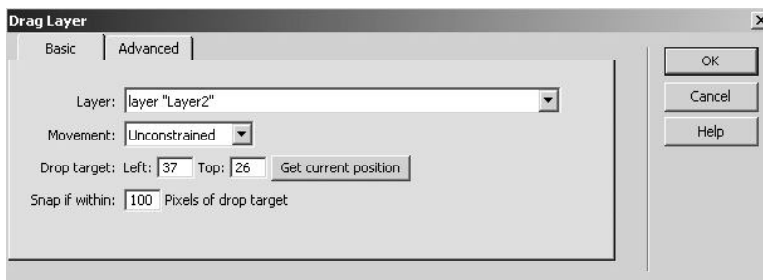 Drag Layer
Basic Advanced
OK
Layer: layer "Layer2"
Cancel
Movement: Unconstrained
Help
Drop target: Left: 37 Top: 26 Get current position
Snap if within: 100 Pixels of drop target